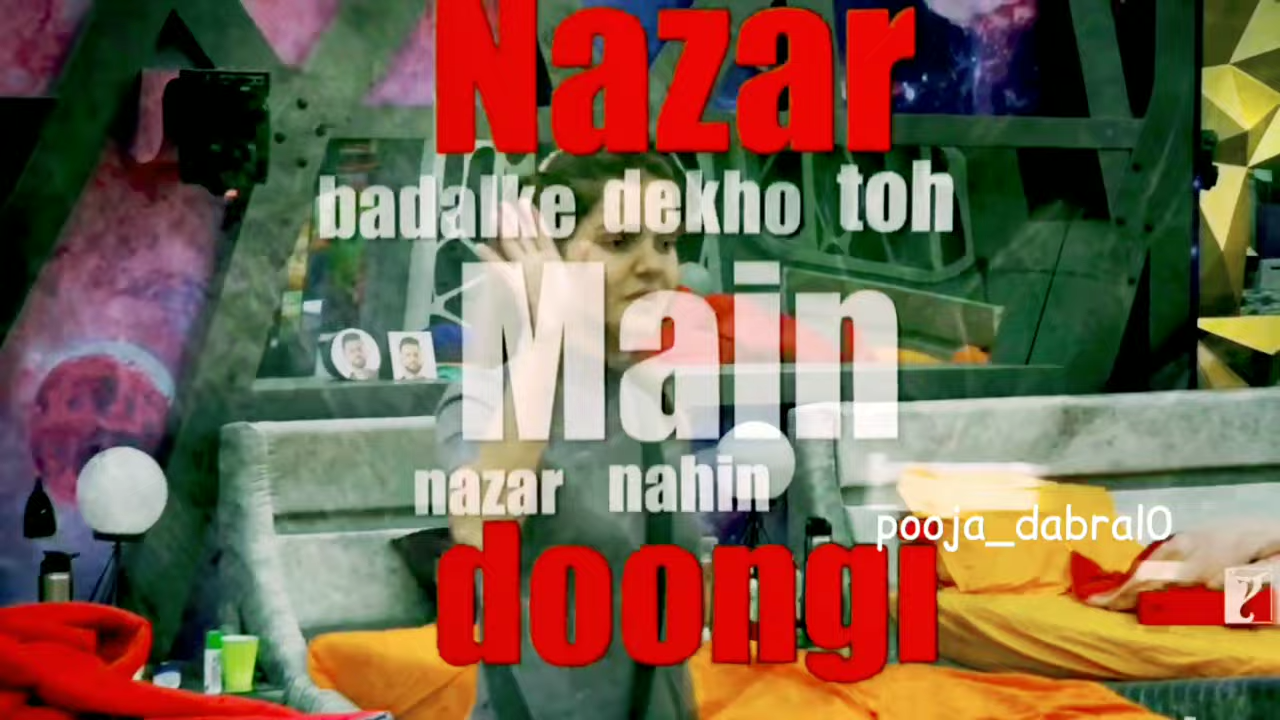 Nazar
badalke dekho toh
Main
nazar nahin
pooja_dabral0
doongi